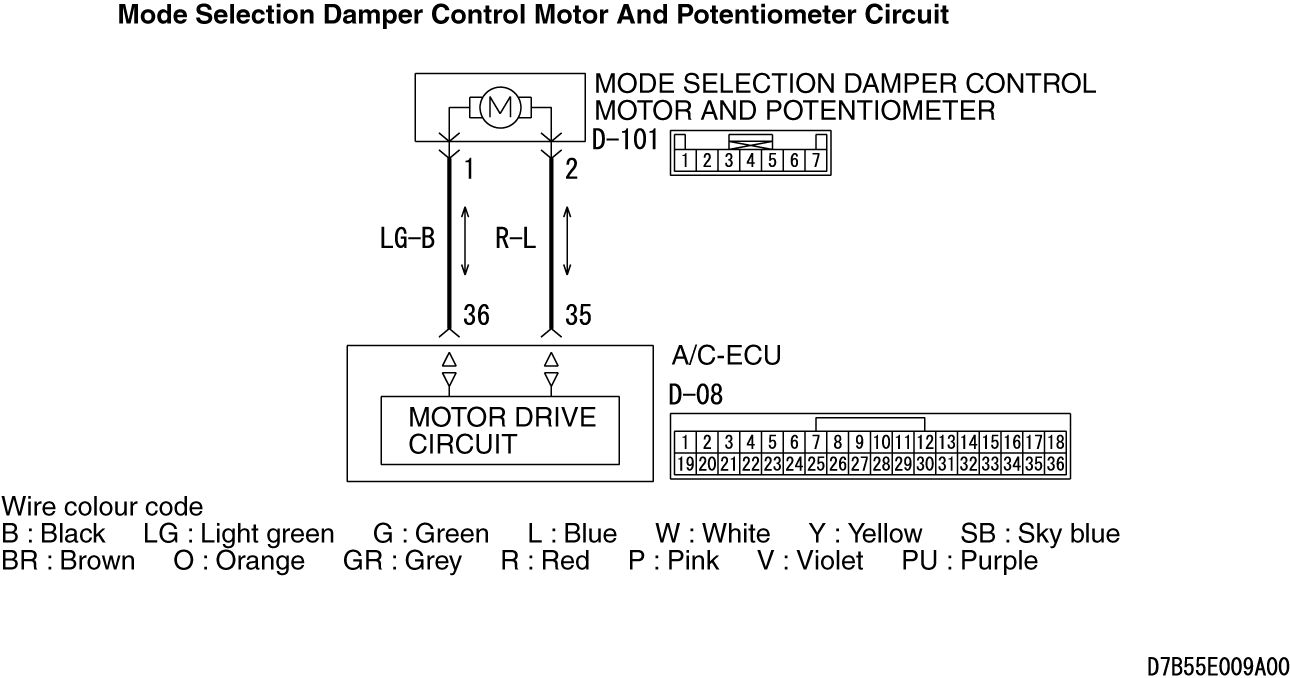 Mode Selection Damper Control Motor And Potentiometer Circuit
M
MODE SELECTION DAMPER CONTROL
MOTOR AND POTENTIOMETER
D-101
1 2 3 4 5 6 7
1 2
LG-B R-L
36 35
A/C-ECU
D-08
MOTOR DRIVE
CIRCUIT
1 2 3 4 5 6 7 8 9 10 11 12 13 14 15 16 17 18
19 20 21 22 23 24 25 26 27 28 29 30 31 32 33 34 35 36
Wire colour code
B : Black LG : Light green G : Green L : Blue W : White Y : Yellow SB : Sky blue
BR : Brown O : Orange GR : Grey R : Red P : Pink V : Violet PU : Purple
D7B55E009A00